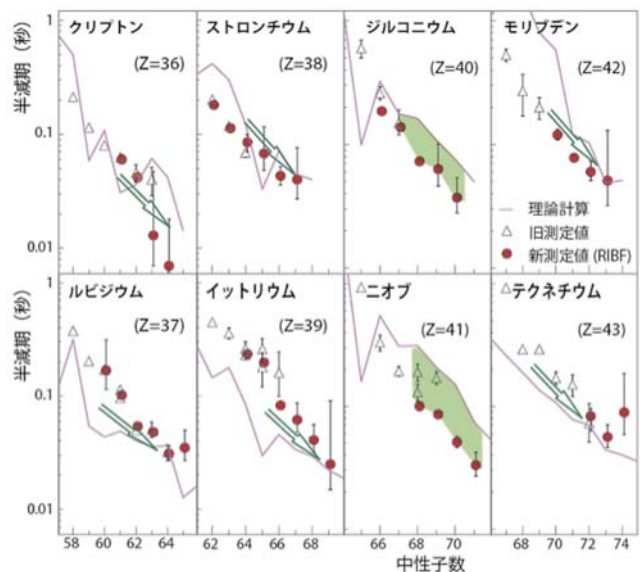 クリプトン
ストロンチウム
ジルコニウム
モリブデン
(Z=36)
(Z=38)
(Z=40)
(Z=42)
半減期（秒）
0.1
0.01
58 60 62 64
62 64 66 68
66 68 70
68 70 72 74
理論計算
旧測定値
新測定値 (RIBF)
ルビジウム
イットリウム
ニオブ
テクネチウム
(Z=37)
(Z=39)
(Z=41)
(Z=43)
半減期（秒）
1
0.1
0.01
58 60 62 64
62 64 66 68
66 68 70
68 70 72 74
中性子数